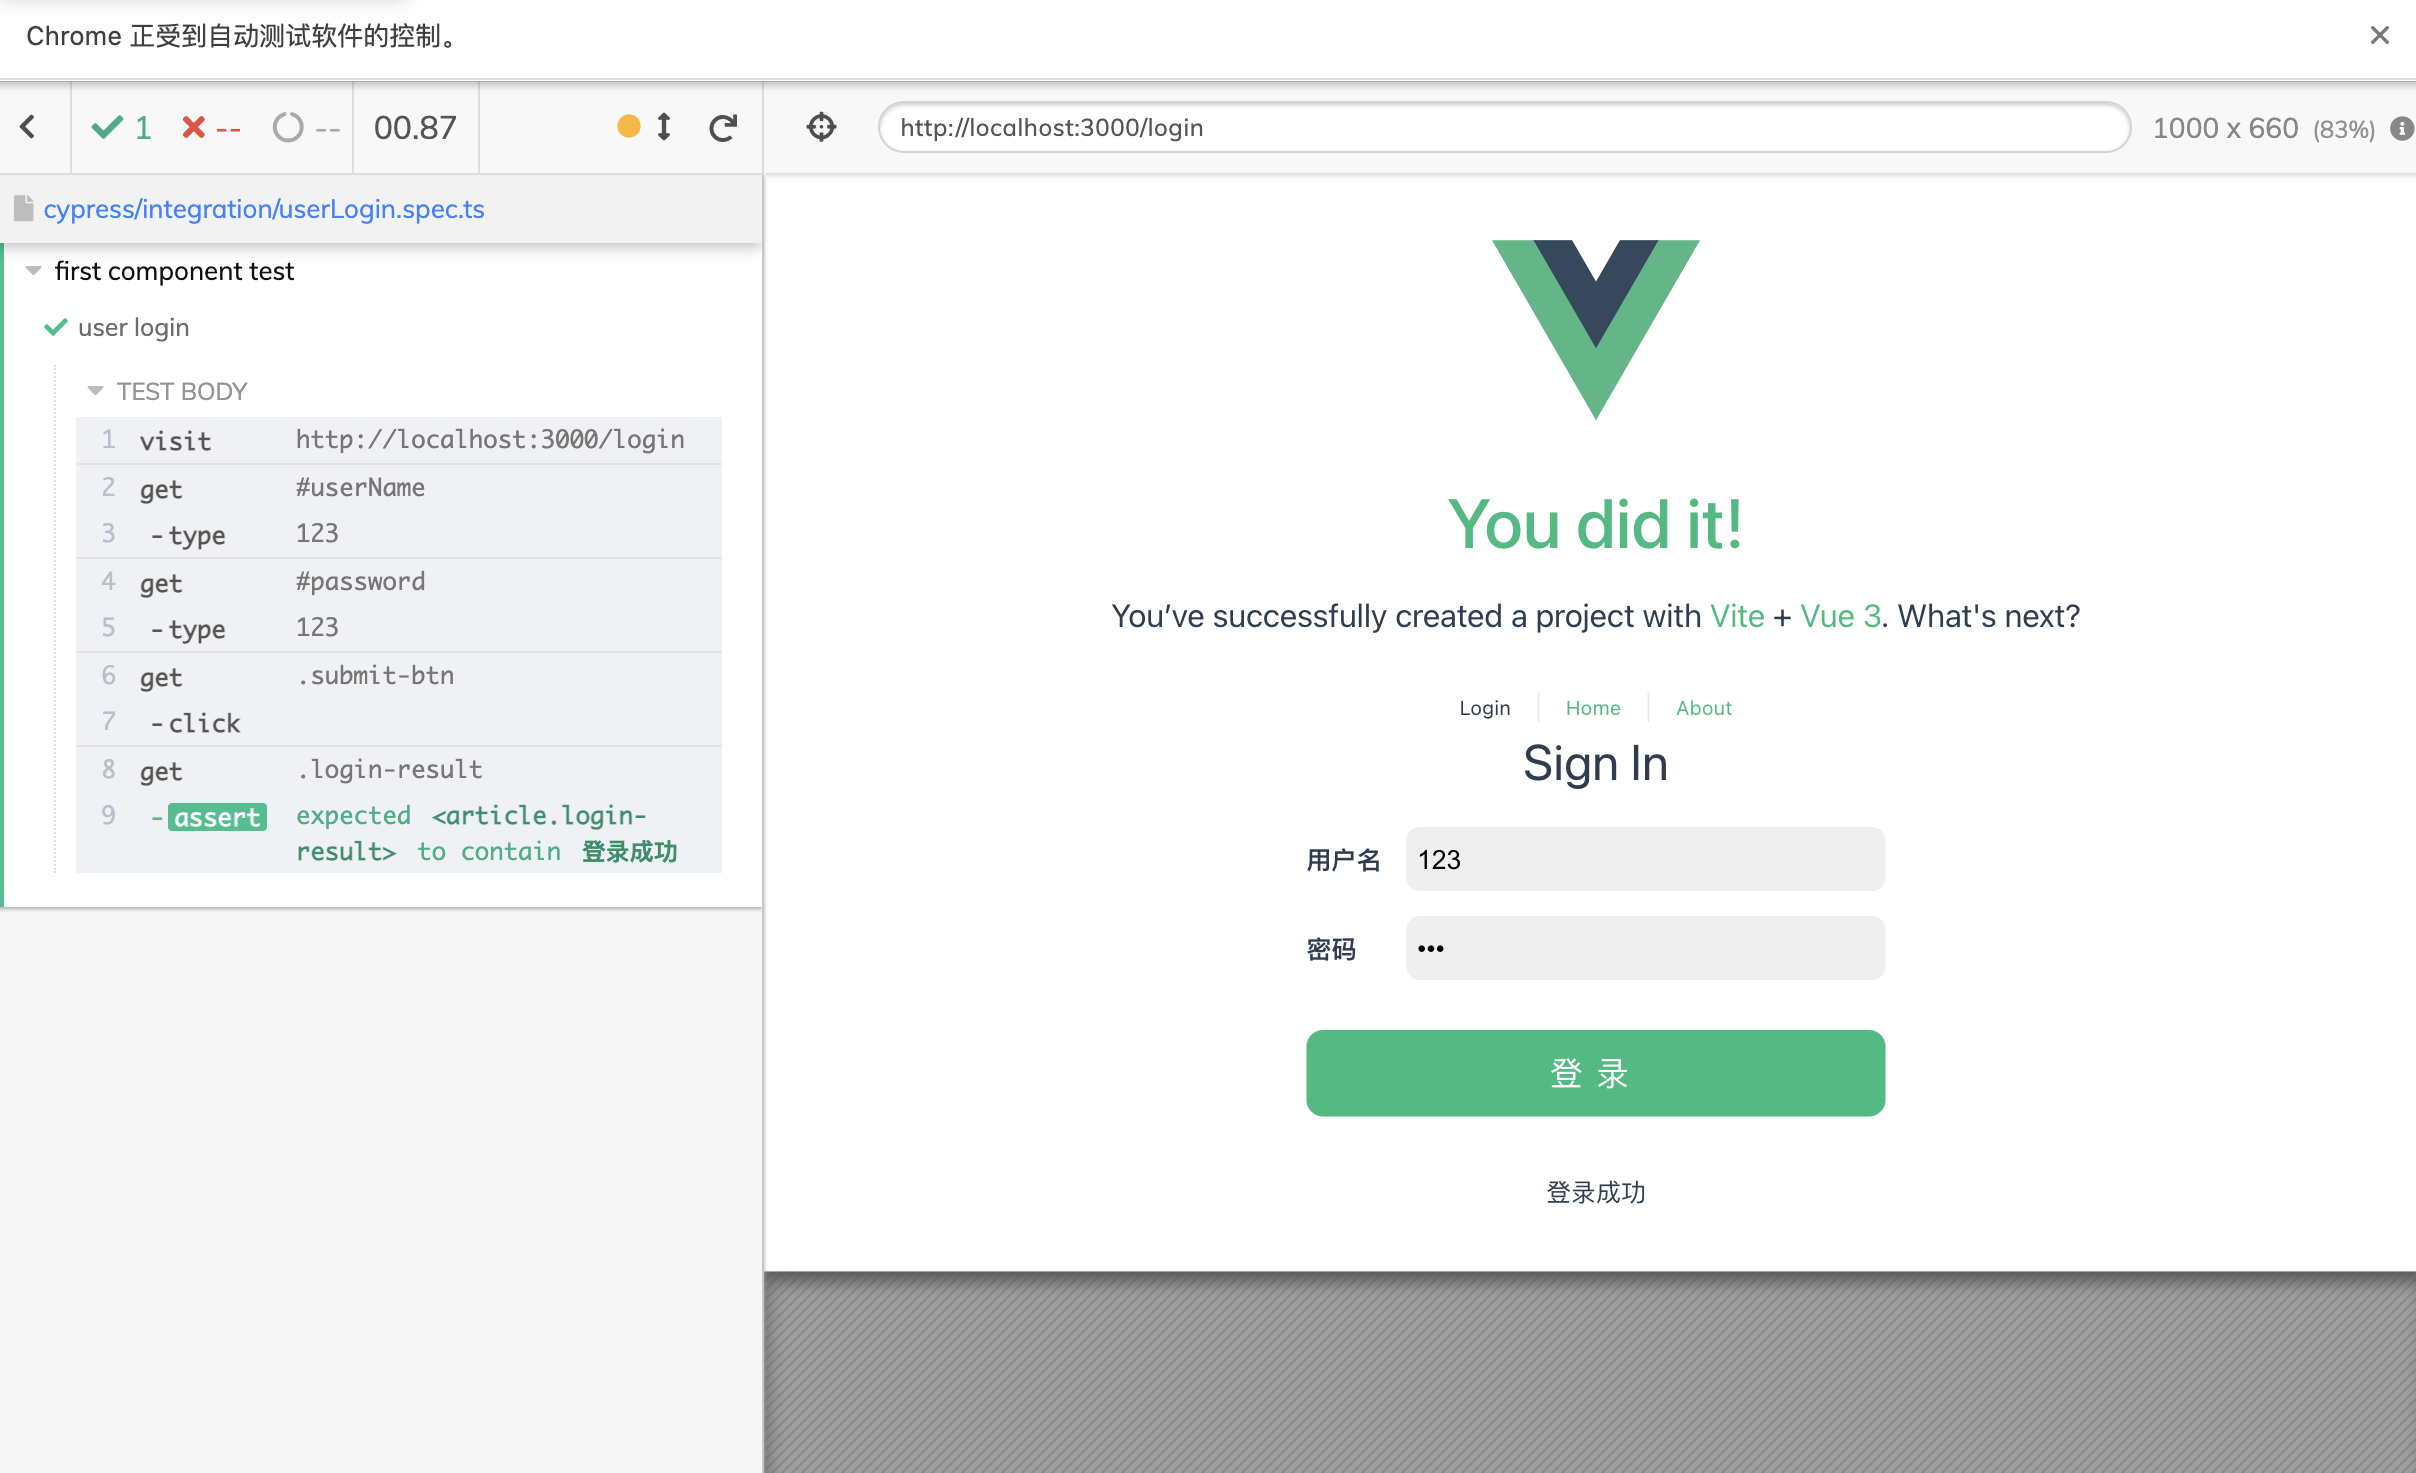 Chrome 正受到自动测试软件的控制。
1 -- -- 00.87
http://localhost:3000/login
1000 x 660 (83%)
cypress/integration/userLogin.spec.ts
first component test
user login
TEST BODY
1 visit http://localhost:3000/login
2 get #userName
3 -type 123
4 get #password
5 -type 123
6 get .submit-btn
7 -click
8 get .login-result
9 -assert expected <article.login-
result> to contain 登录成功
You did it!
You’ve successfully created a project with Vite + Vue 3. What's next?
Login Home About
Sign In
用户名 123
密码 •••
登 录
登录成功